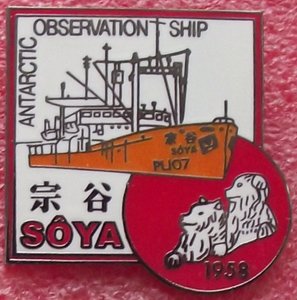 ANTARCTIC OBSERVATION SHIP
宗谷
SÔYA
PL107
宗谷
SÔYA
1958